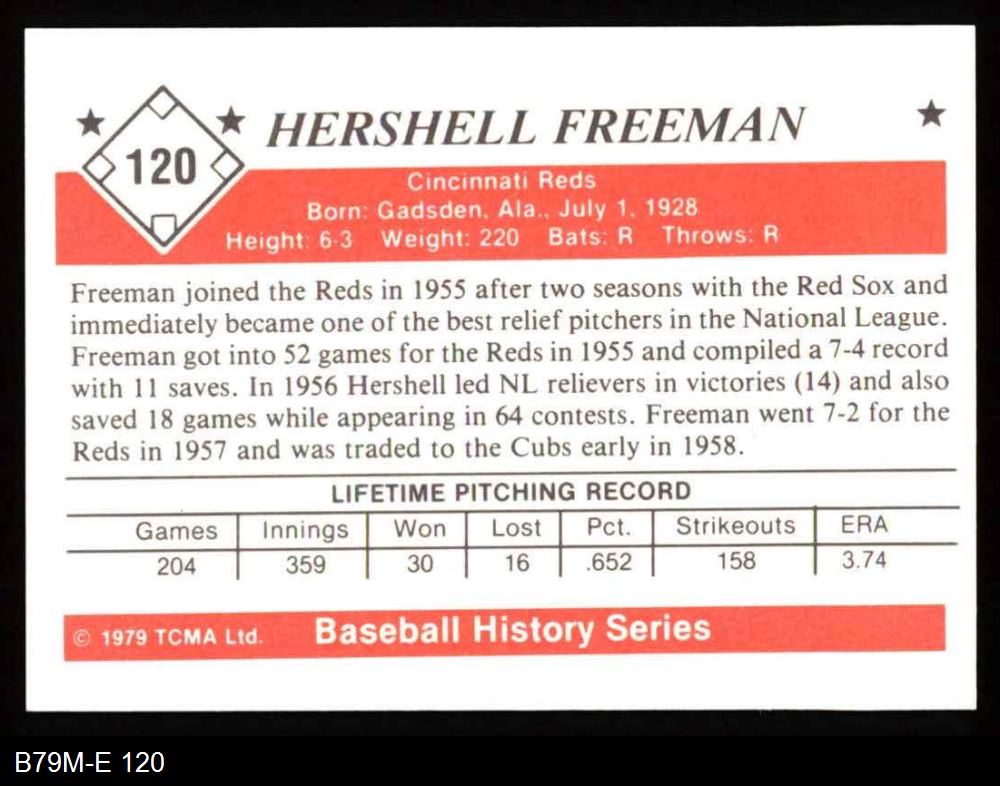 120
HERSHELL FREEMAN
Cincinnati Reds
Born: Gadsden, Ala., July 1, 1928
Height: 6-3 Weight: 220 Bats: R Throws: R
Freeman joined the Reds in 1955 after two seasons with the Red Sox and
immediately became one of the best relief pitchers in the National League.
Freeman got into 52 games for the Reds in 1955 and compiled a 7-4 record
with 11 saves. In 1956 Hershell led NL relievers in victories (14) and also
saved 18 games while appearing in 64 contests. Freeman went 7-2 for the
Reds in 1957 and was traded to the Cubs early in 1958.
LIFETIME PITCHING RECORD
Games Innings Won Lost Pct. Strikeouts ERA
204 359 30 16 .652 158 3.74
© 1979 TCMA Ltd. Baseball History Series
B79M-E 120